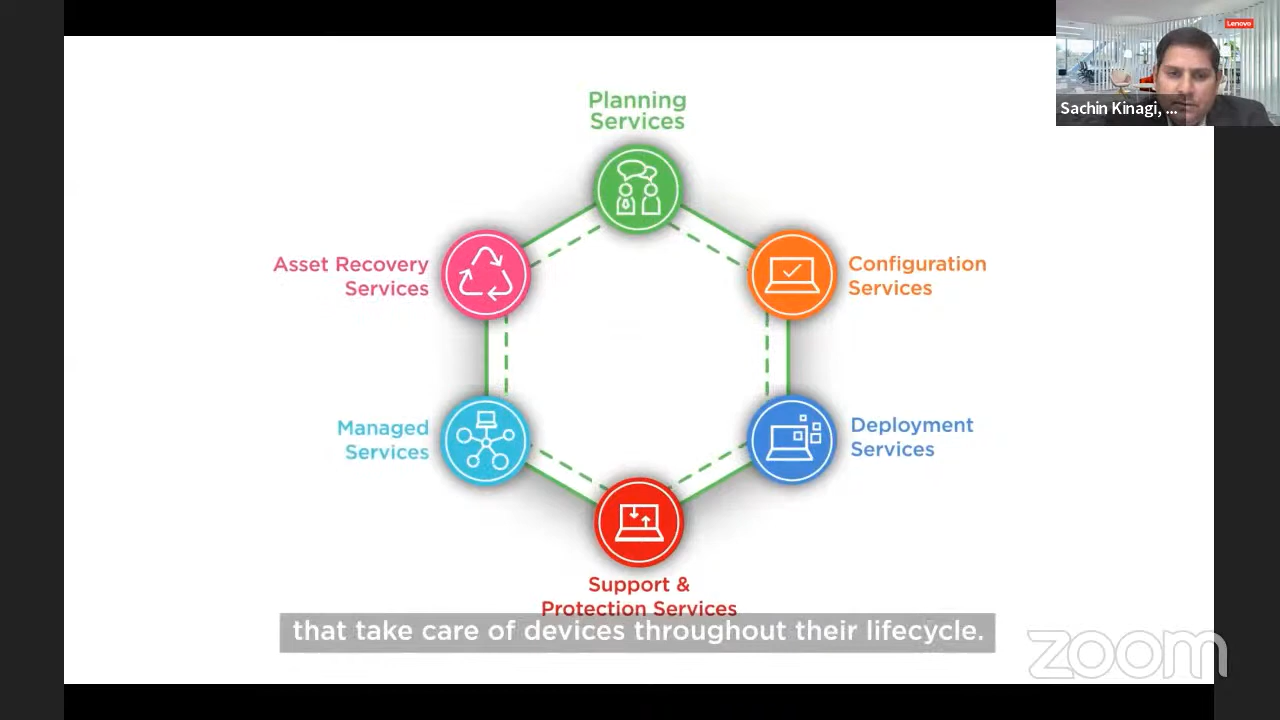 Lenovo
Sachin Kinagi, ...
Planning
Services
Asset Recovery
Services
Configuration
Services
Managed
Services
Deployment
Services
Support &
Protection Services
that take care of devices throughout their lifecycle.
zoom